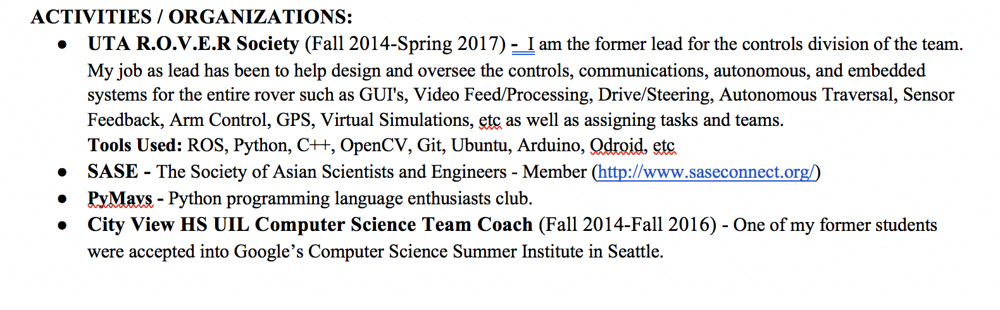 ACTIVITIES / ORGANIZATIONS:
● UTA R.O.V.E.R Society (Fall 2014-Spring 2017) - I am the former lead for the controls division of the team.
My job as lead has been to help design and oversee the controls, communications, autonomous, and embedded
systems for the entire rover such as GUI's, Video Feed/Processing, Drive/Steering, Autonomous Traversal, Sensor
Feedback, Arm Control, GPS, Virtual Simulations, etc as well as assigning tasks and teams.
Tools Used: ROS, Python, C++, OpenCV, Git, Ubuntu, Arduino, Odroid, etc
● SASE - The Society of Asian Scientists and Engineers - Member (http://www.saseconnect.org/)
● PyMavs - Python programming language enthusiasts club.
● City View HS UIL Computer Science Team Coach (Fall 2014-Fall 2016) - One of my former students
were accepted into Google’s Computer Science Summer Institute in Seattle.